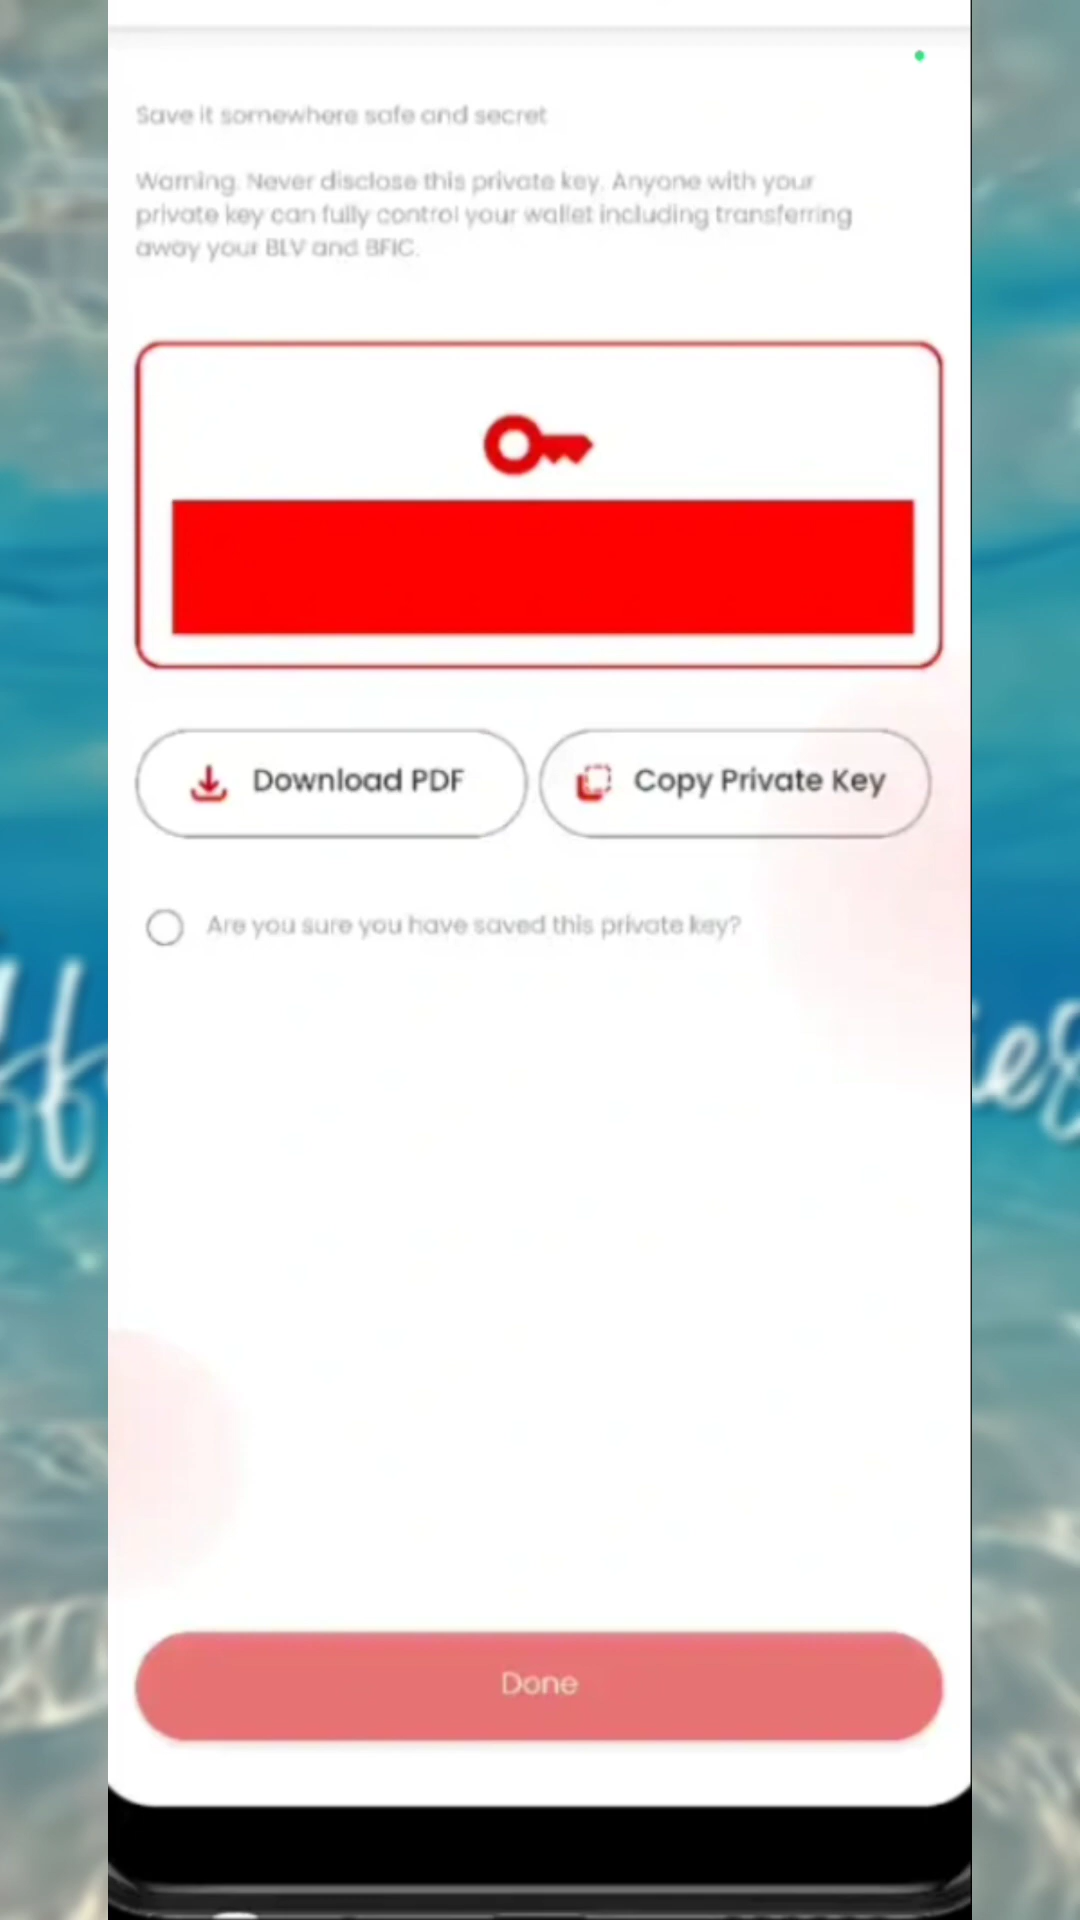 Save it somewhere safe and secret
Warning. Never disclose this private key. Anyone with your
private key can fully control your wallet including transferring
away your BLV and BFIC.
Download PDF
Copy Private Key
Are you sure you have saved this private key?
Done